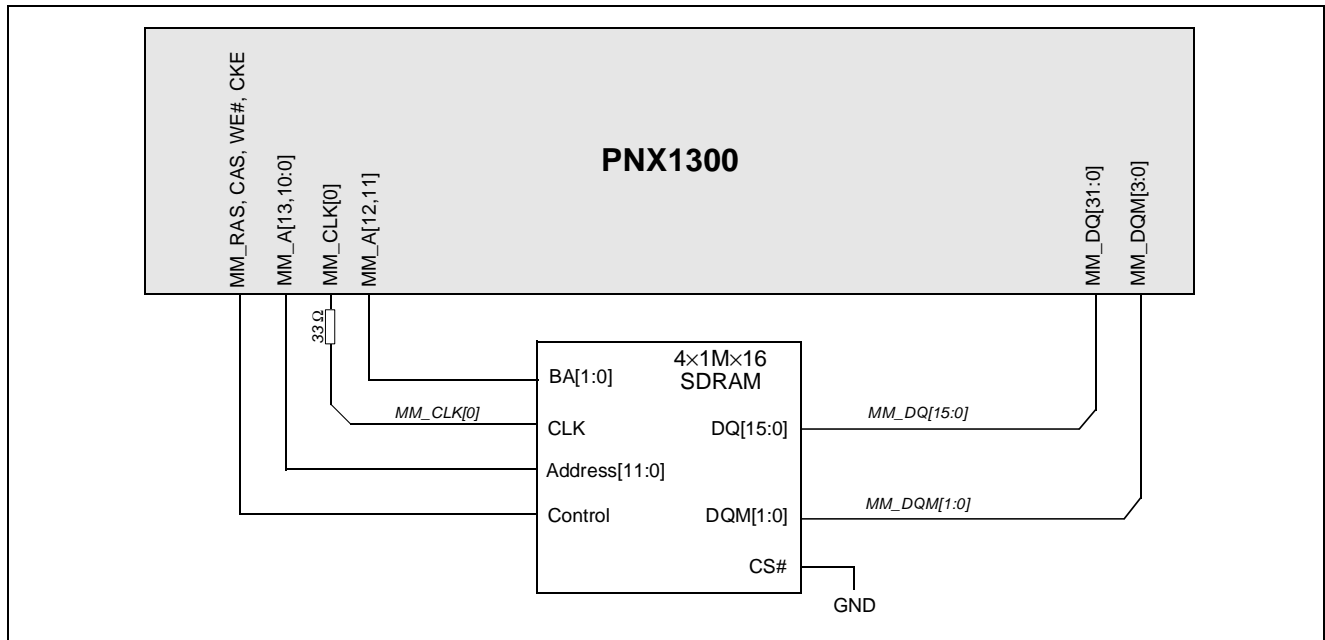 PNX1300
MM_RAS, CAS, WE#, CKE
MM_A[13,10:0]
MM_CLK[0]
MM_A[12,11]
MM_DQ[31:0]
MM_DQM[3:0]
33 Ω
4×1M×16
SDRAM
BA[1:0]
MM_CLK[0]
CLK
DQ[15:0]
MM_DQ[15:0]
Address[11:0]
Control
DQM[1:0]
MM_DQM[1:0]
CS#
GND